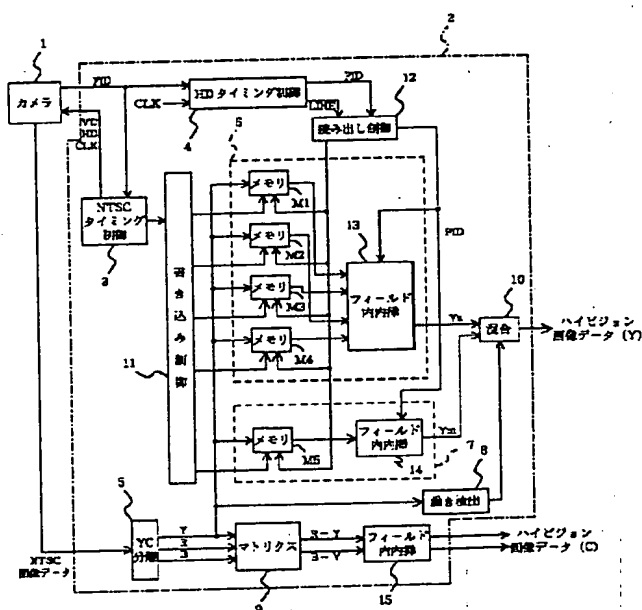 2
1
FID
FID
12
カメラ
CLK
HDタイミング制御
LINE
4
読み出し制御
HD
CLK
6
NTSC
タイミング
制御
3
メモリ
M1
メモリ
M2
メモリ
M3
メモリ
M4
13
フィールド
内内挿
FID
10
混合
ハイビジョン
画像データ(Y)
書き込み制御
11
メモリ
M5
フィールド
内内挿
14
Ym
7
8
動き検出
5
YC
分離
Y
マトリクス
9
R-Y
B-Y
フィールド
内内挿
15
ハイビジョン
画像データ(C)
NTSC
画像データ